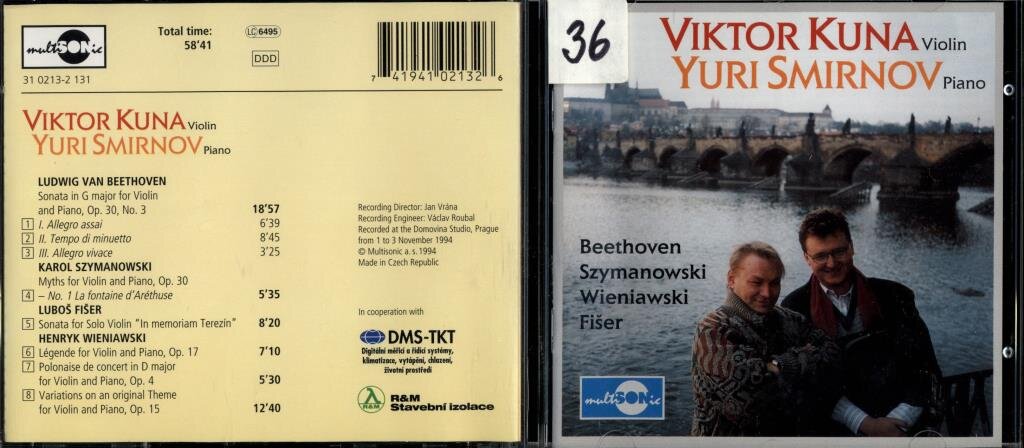 multiSONic
31 0213-2 131
Total time:
58'41
LC 6495
DDD
7 41941 02132 6
VIKTOR KUNA Violin
YURI SMIRNOV Piano
LUDWIG VAN BEETHOVEN
Sonata in G major for Violin
and Piano, Op. 30, No. 3 18'57
1 I. Allegro assai 6'39
2 II. Tempo di minuetto 8'45
3 III. Allegro vivace 3'25
KAROL SZYMANOWSKI
Myths for Violin and Piano, Op. 30
4 – No. 1 La fontaine d'Aréthuse 5'35
LUBOŠ FIŠER
5 Sonata for Solo Violin "In memoriam Terezín" 8'20
HENRYK WIENIAWSKI
6 Légende for Violin and Piano, Op. 17 7'10
7 Polonaise de concert in D major
for Violin and Piano, Op. 4 5'30
8 Variations on an original Theme
for Violin and Piano, Op. 15 12'40
Recording Director: Jan Vrána
Recording Engineer: Václav Roubal
Recorded at the Domovina Studio, Prague
from 1 to 3 November 1994
© Multisonic a. s. 1994
Made in Czech Republic
In cooperation with
DMS-TKT
Digitální měřicí a řídicí systémy,
klimatizace, vytápění, chlazení,
životní prostředí
R&M
R&M
Stavební izolace
36
VIKTOR KUNA Violin
YURI SMIRNOV Piano
Beethoven
Szymanowski
Wieniawski
Fišer
multiSONic